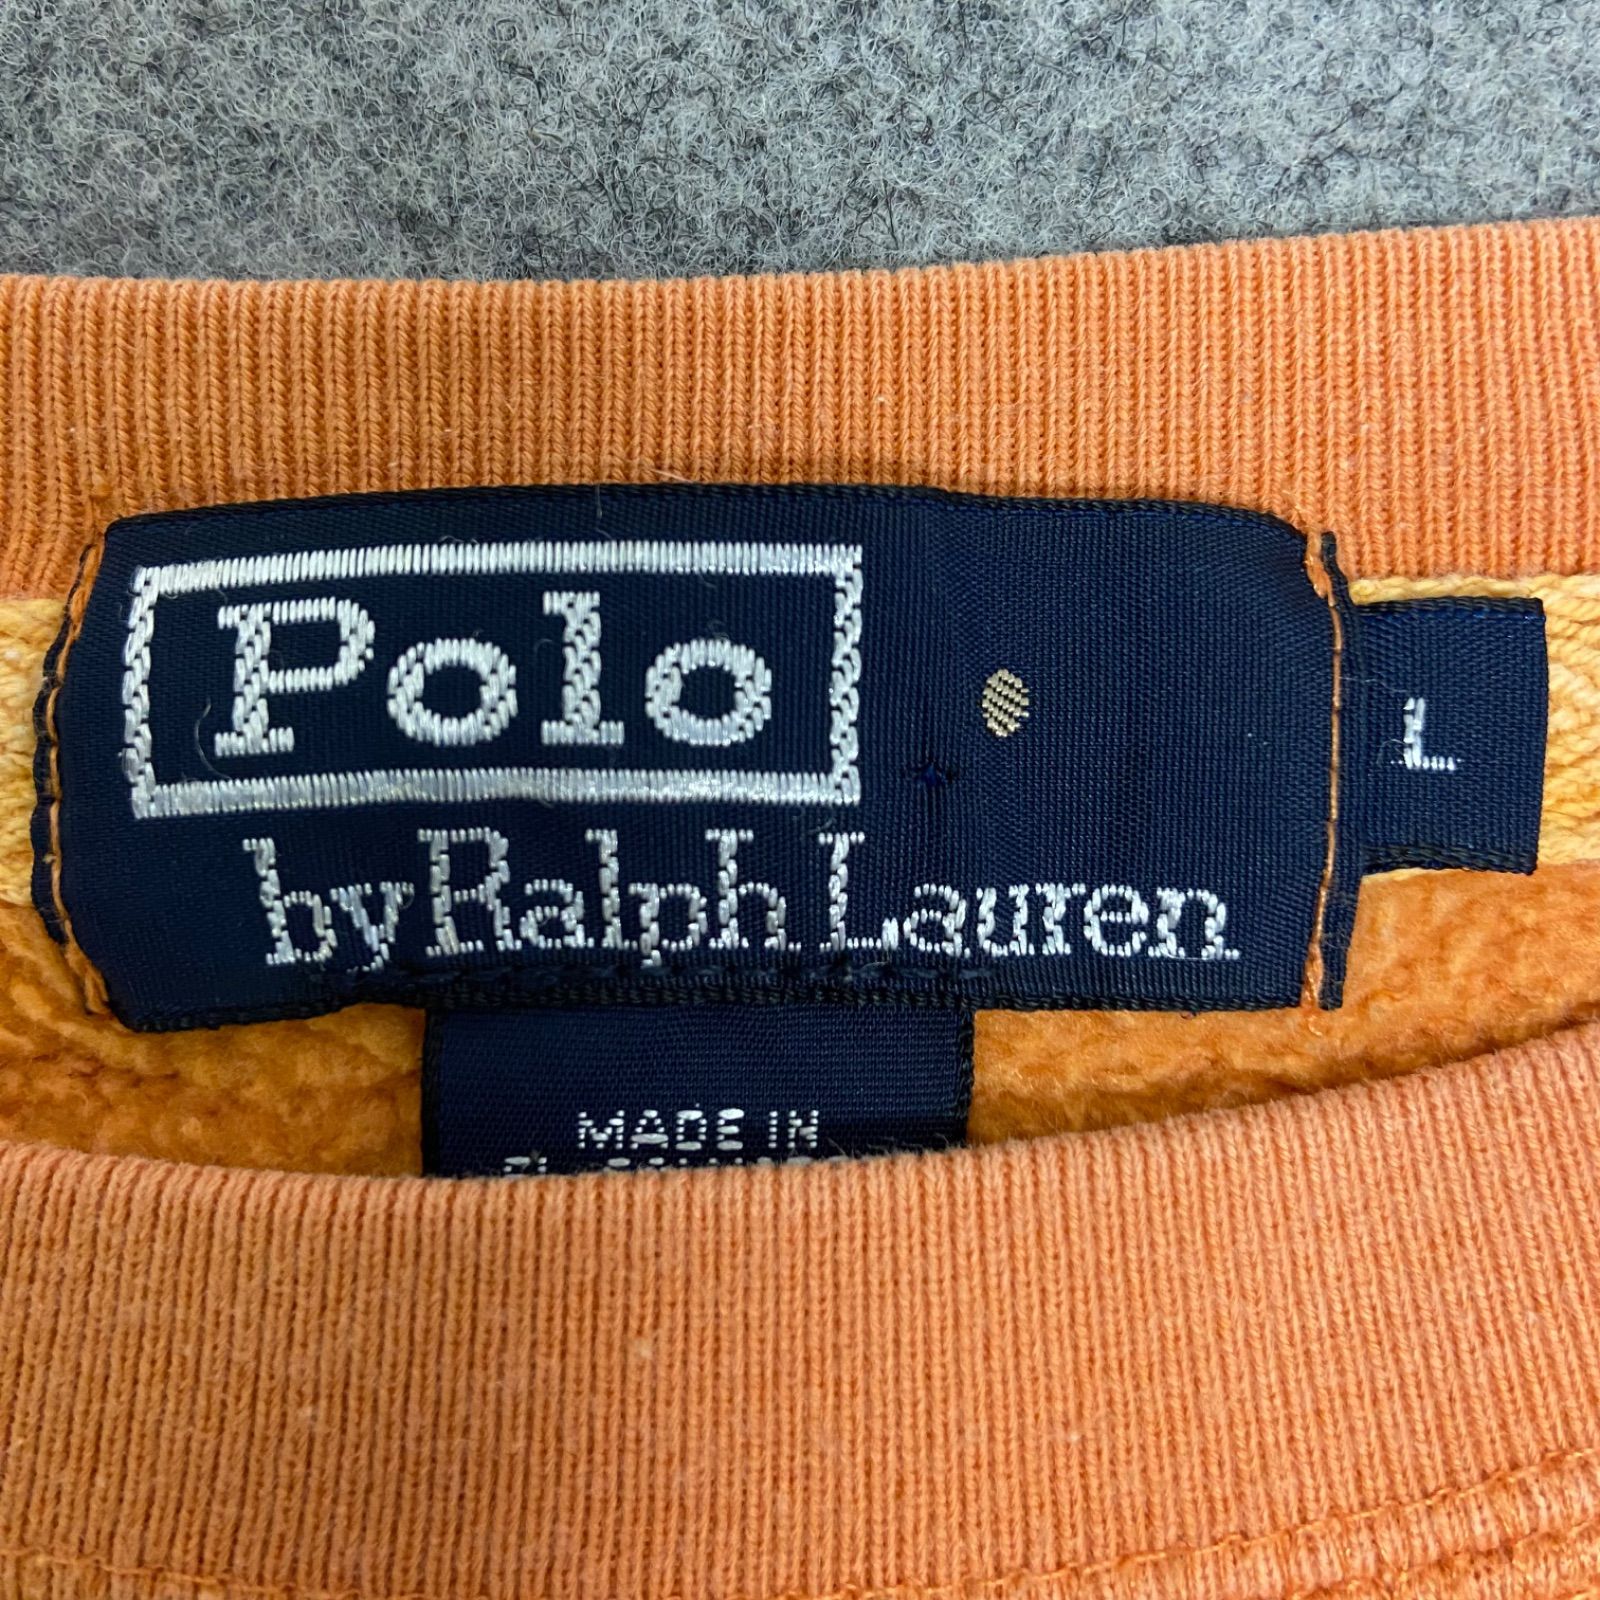 Polo
by Ralph Lauren
L
MADE IN